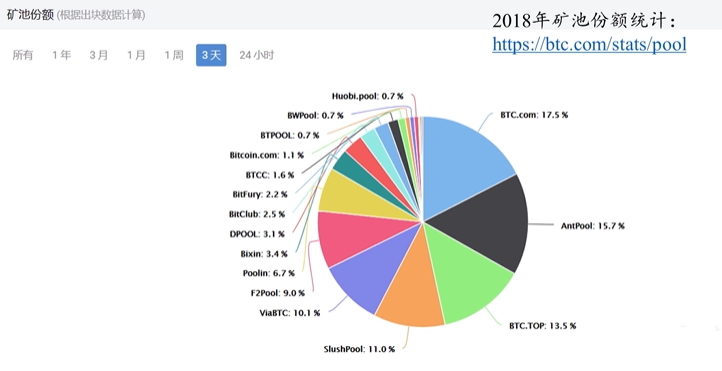 矿池份额 (根据出块数据计算)
2018年矿池份额统计：
https://btc.com/stats/pool
所有 1 年 3 月 1 月 1 周 3 天 24 小时
Huobi.pool: 0.7 %
BWPool: 0.7 %
BTPOOL: 0.7 %
Bitcoin.com: 1.1 %
BTCC: 1.6 %
BitFury: 2.2 %
BitClub: 2.5 %
DPOOL: 3.1 %
Bixin: 3.4 %
Poolin: 6.7 %
F2Pool: 9.0 %
ViaBTC: 10.1 %
SlushPool: 11.0 %
BTC.com: 17.5 %
AntPool: 15.7 %
BTC.TOP: 13.5 %